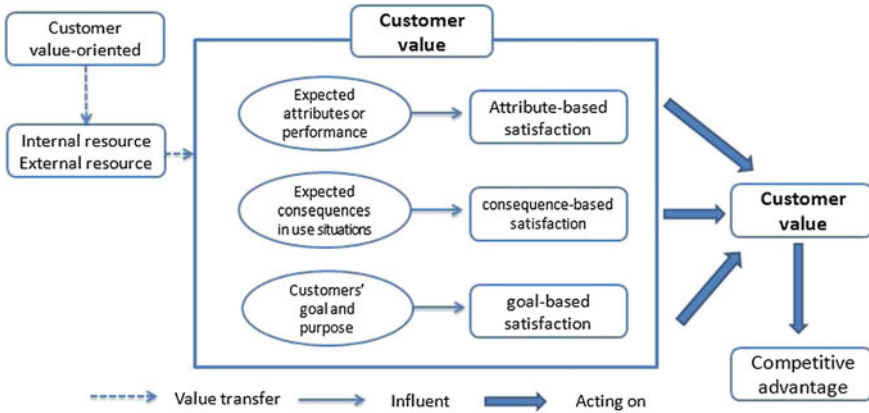 Customer
value-oriented
Internal resource
External resource
Customer
value
Expected
attributes or
performance
Attribute-based
satisfaction
Expected
consequences
in use situations
consequence-based
satisfaction
Customers'
goal and
purpose
goal-based
satisfaction
Customer
value
Competitive
advantage
Value transfer
Influent
Acting on